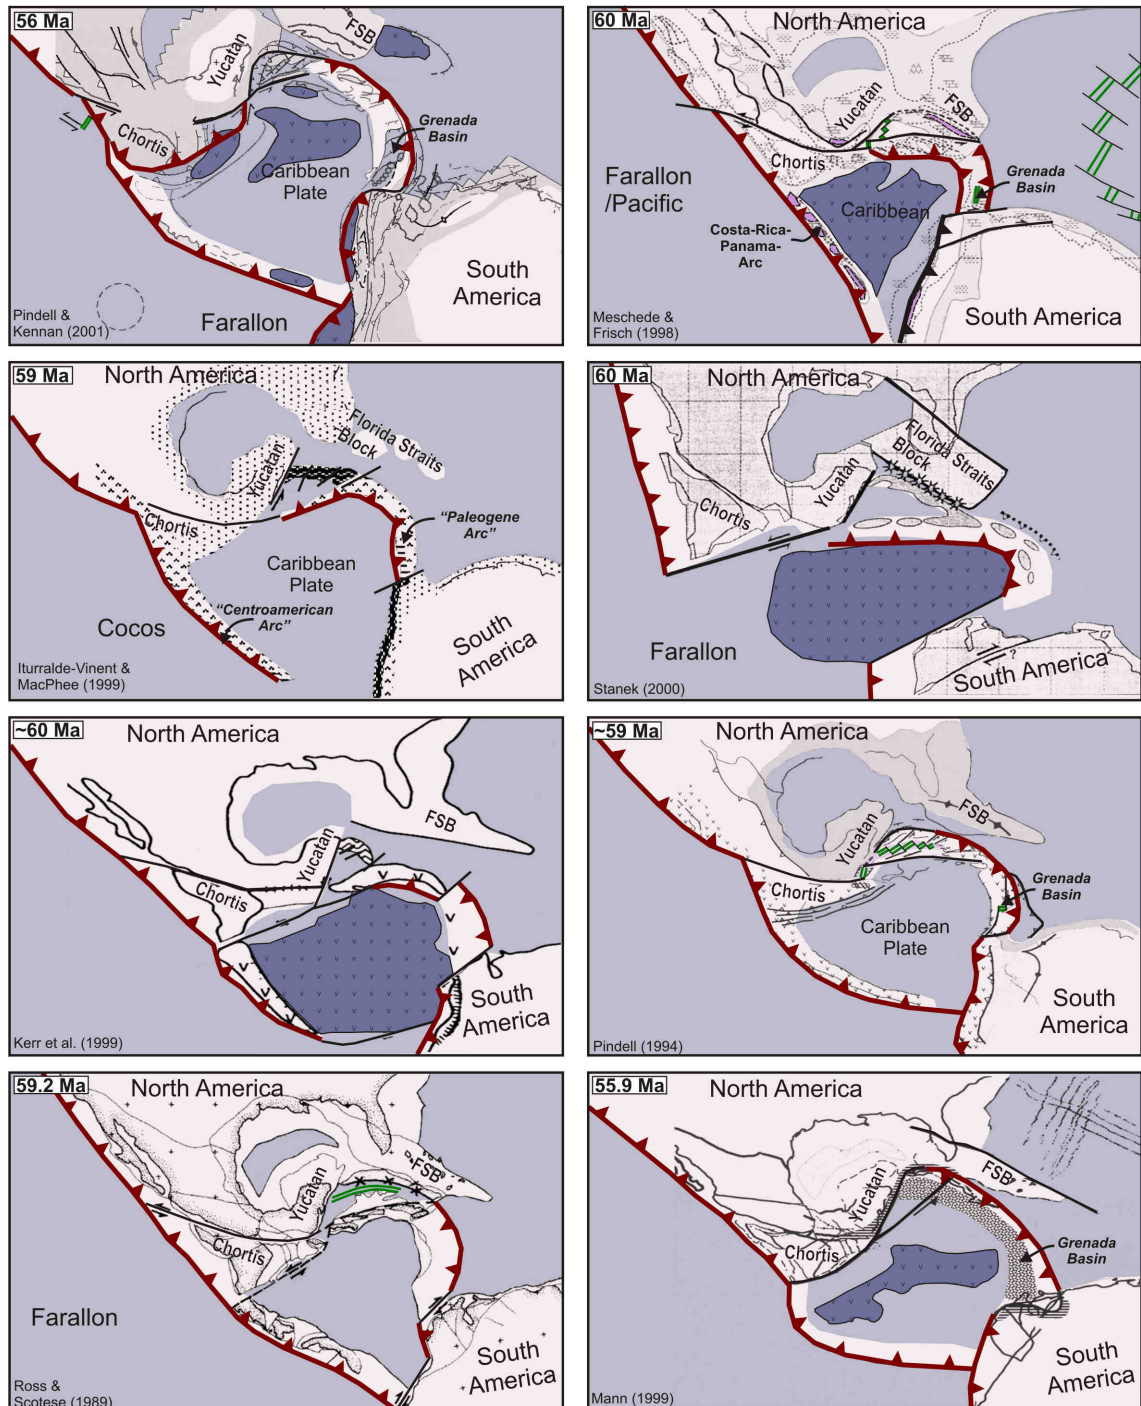 56 Ma
FSB
Yucatan
Chortis
Grenada
Basin
Caribbean
Plate
South
America
Farallon
Pindell &
Kennan (2001)
60 Ma
North America
Yucatan
FSB
Chortis
Farallon
/Pacific
Grenada
Basin
Caribbean
Costa-Rica-
Panama-
Arc
South America
Meschede &
Frisch (1998)
59 Ma
North America
Florida Straits
Block
Yucatan
Chortis
"Paleogene
Arc"
Caribbean
Plate
"Centroamerican
Arc"
Cocos
South
America
Iturralde-Vinent &
MacPhee (1999)
60 Ma
North America
Florida Straits
Block
Yucatan
Chortis
Farallon
?
South America
Stanek (2000)
~60 Ma
North America
FSB
Yucatan
Chortis
South
America
Kerr et al. (1999)
~59 Ma
North America
FSB
Yucatan
Chortis
Grenada
Basin
Caribbean
Plate
South
America
Pindell (1994)
59.2 Ma
North America
FSB
Yucatan
Chortis
Farallon
South
America
Ross &
Scotese (1989)
55.9 Ma
North America
FSB
Yucatan
Chortis
Grenada
Basin
South
America
Mann (1999)